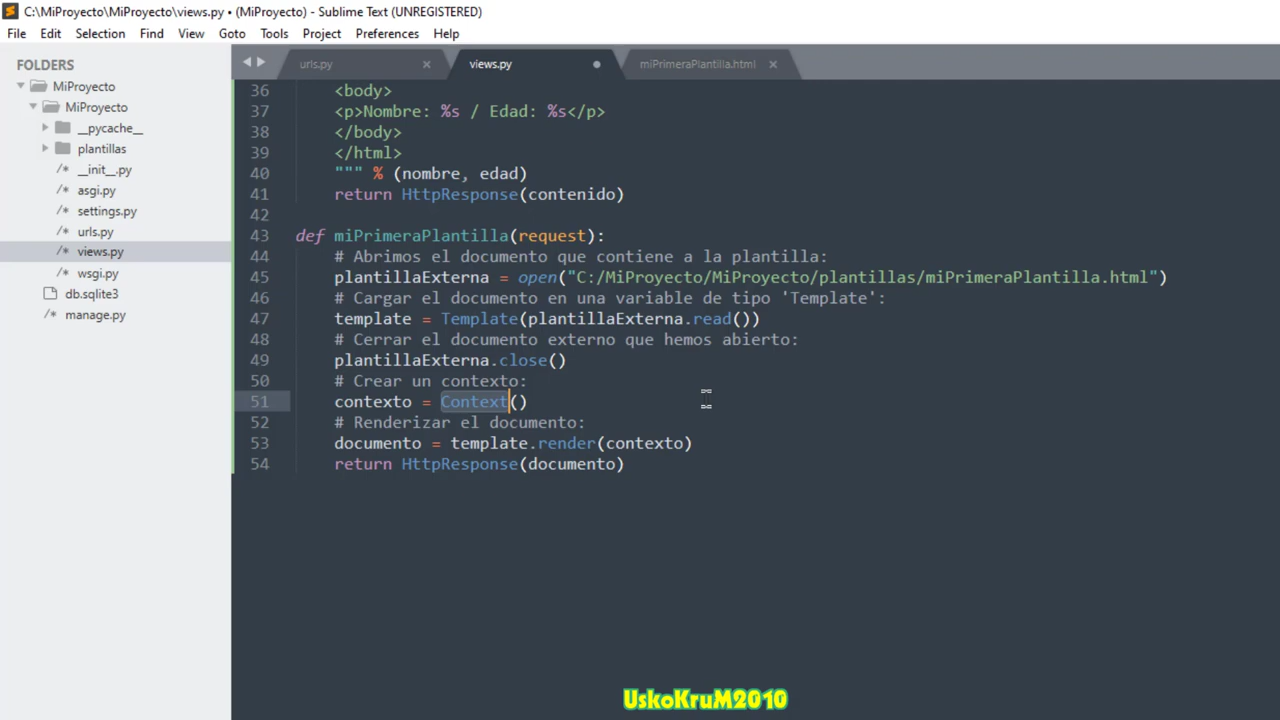 C:\MiProyecto\MiProyecto\views.py • (MiProyecto) - Sublime Text (UNREGISTERED)
File Edit Selection Find View Goto Tools Project Preferences Help
FOLDERS
MiProyecto
MiProyecto
__pycache__
plantillas
/* __init__.py
/* asgi.py
/* settings.py
/* urls.py
/* views.py
/* wsgi.py
db.sqlite3
/* manage.py
urls.py × views.py • miPrimeraPlantilla.html ×
36 <body>
37 <p>Nombre: %s / Edad: %s</p>
38 </body>
39 </html>
40 """ % (nombre, edad)
41 return HttpResponse(contenido)
42
43 def miPrimeraPlantilla(request):
44 # Abrimos el documento que contiene a la plantilla:
45 plantillaExterna = open("C:/MiProyecto/MiProyecto/plantillas/miPrimeraPlantilla.html")
46 # Cargar el documento en una variable de tipo 'Template':
47 template = Template(plantillaExterna.read())
48 # Cerrar el documento externo que hemos abierto:
49 plantillaExterna.close()
50 # Crear un contexto:
51 contexto = Context()
52 # Renderizar el documento:
53 documento = template.render(contexto)
54 return HttpResponse(documento)
UskoKruM2010